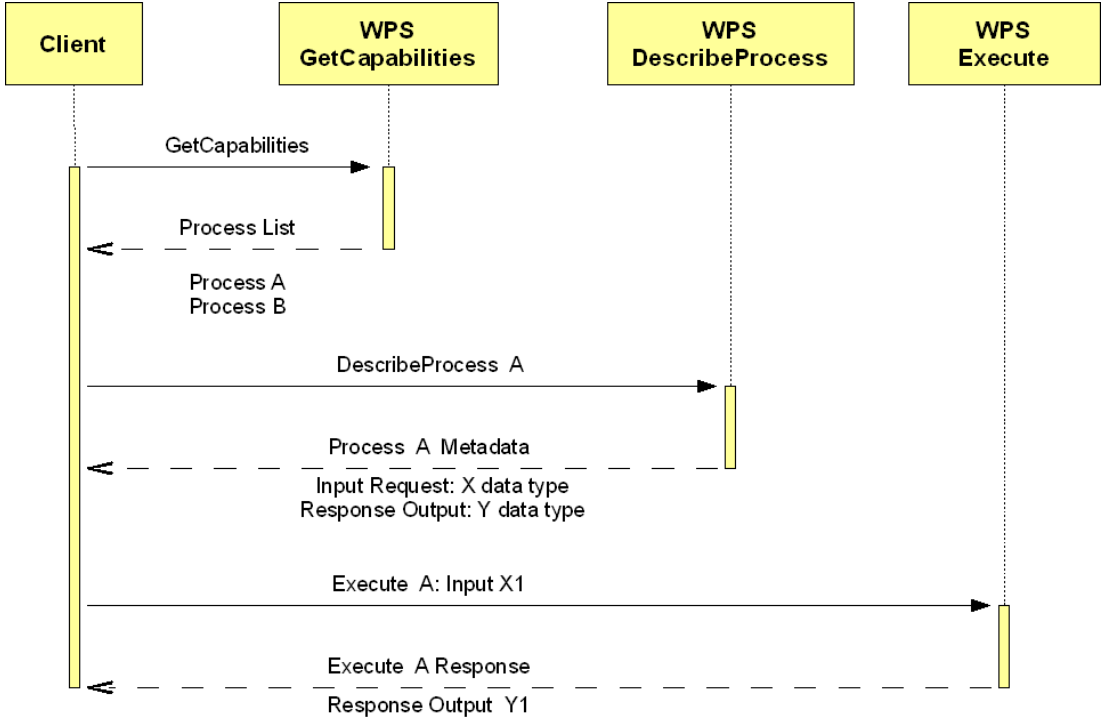 Client
WPS
GetCapabilities
WPS
DescribeProcess
WPS
Execute
GetCapabilities
Process List
Process A
Process B
DescribeProcess A
Process A Metadata
Input Request: X data type
Response Output: Y data type
Execute A: Input X1
Execute A Response
Response Output Y1